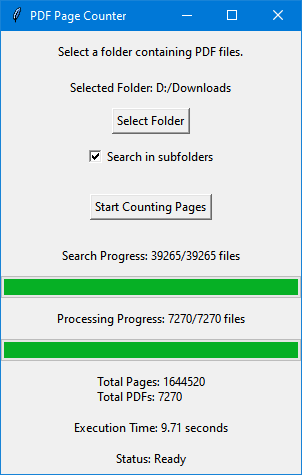 PDF Page Counter
Select a folder containing PDF files.
Selected Folder: D:/Downloads
Select Folder
Search in subfolders
Start Counting Pages
Search Progress: 39265/39265 files
Processing Progress: 7270/7270 files
Total Pages: 1644520
Total PDFs: 7270
Execution Time: 9.71 seconds
Status: Ready